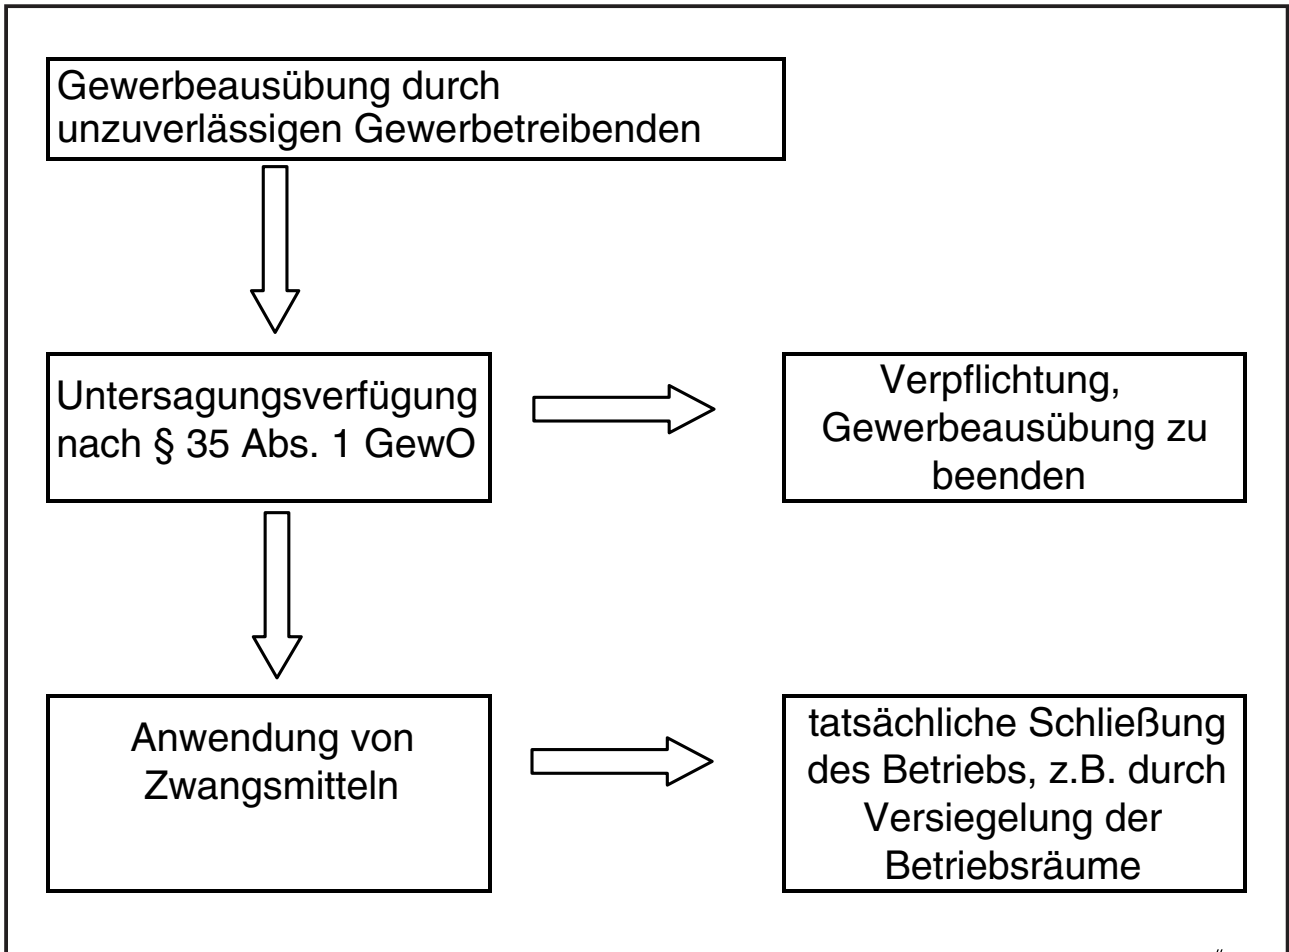 Gewerbeausübung durch
unzuverlässigen Gewerbetreibenden
Untersagungsverfügung
nach § 35 Abs. 1 GewO
Verpflichtung,
Gewerbeausübung zu
beenden
Anwendung von
Zwangsmitteln
tatsächliche Schließung
des Betriebs, z.B. durch
Versiegelung der
Betriebsräume